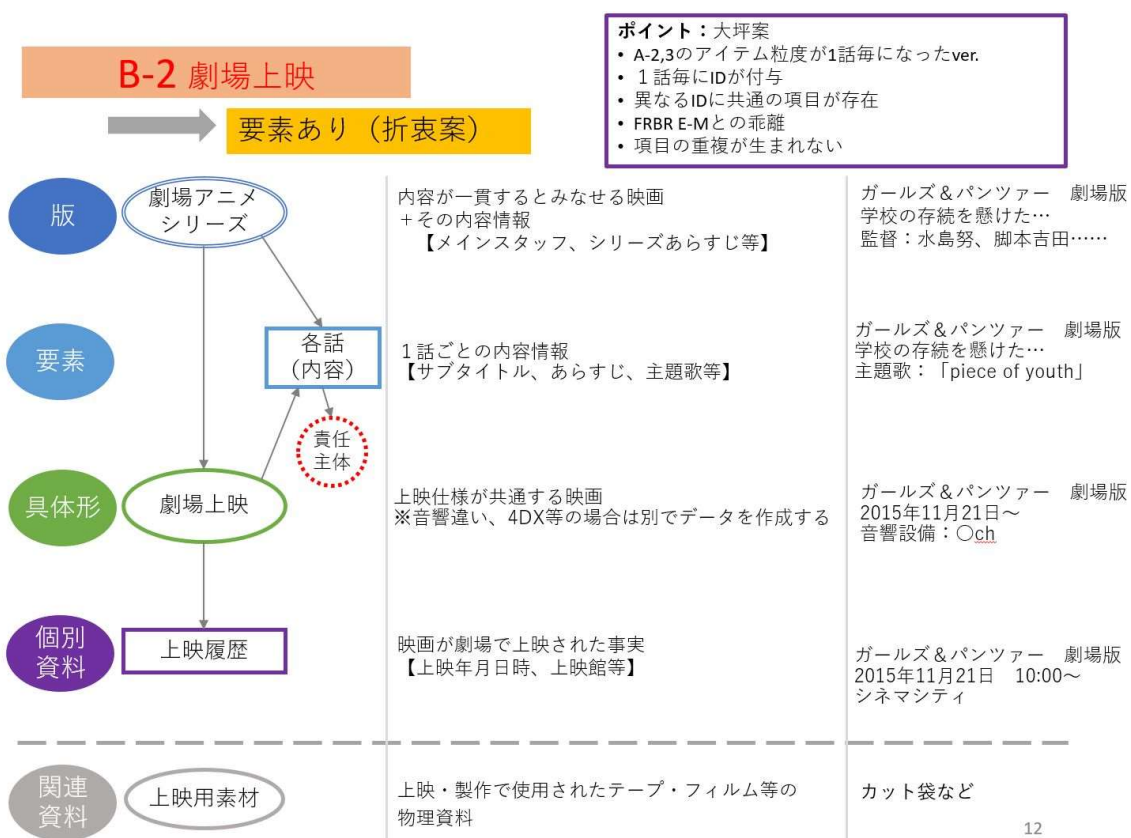 B-2 劇場上映
要素あり（折衷案）
ポイント：大坪案
• A-2,3のアイテム粒度が1話毎になったver.
• １話毎にIDが付与
• 異なるIDに共通の項目が存在
• FRBR E-Mとの乖離
• 項目の重複が生まれない
版
劇場アニメ
シリーズ
内容が一貫するとみなせる映画
＋その内容情報
【メインスタッフ、シリーズあらすじ等】
ガールズ＆パンツァー　劇場版
学校の存続を懸けた…
監督：水島努、脚本吉田……
要素
各話
（内容）
１話ごとの内容情報
【サブタイトル、あらすじ、主題歌等】
ガールズ＆パンツァー　劇場版
学校の存続を懸けた…
主題歌：「piece of youth」
責任
主体
具体形
劇場上映
上映仕様が共通する映画
※音響違い、4DX等の場合は別でデータを作成する
ガールズ＆パンツァー　劇場版
2015年11月21日～
音響設備：〇ch
個別
資料
上映履歴
映画が劇場で上映された事実
【上映年月日時、上映館等】
ガールズ＆パンツァー　劇場版
2015年11月21日　10:00～
シネマシティ
関連
資料
上映用素材
上映・製作で使用されたテープ・フィルム等の
物理資料
カット袋など
12